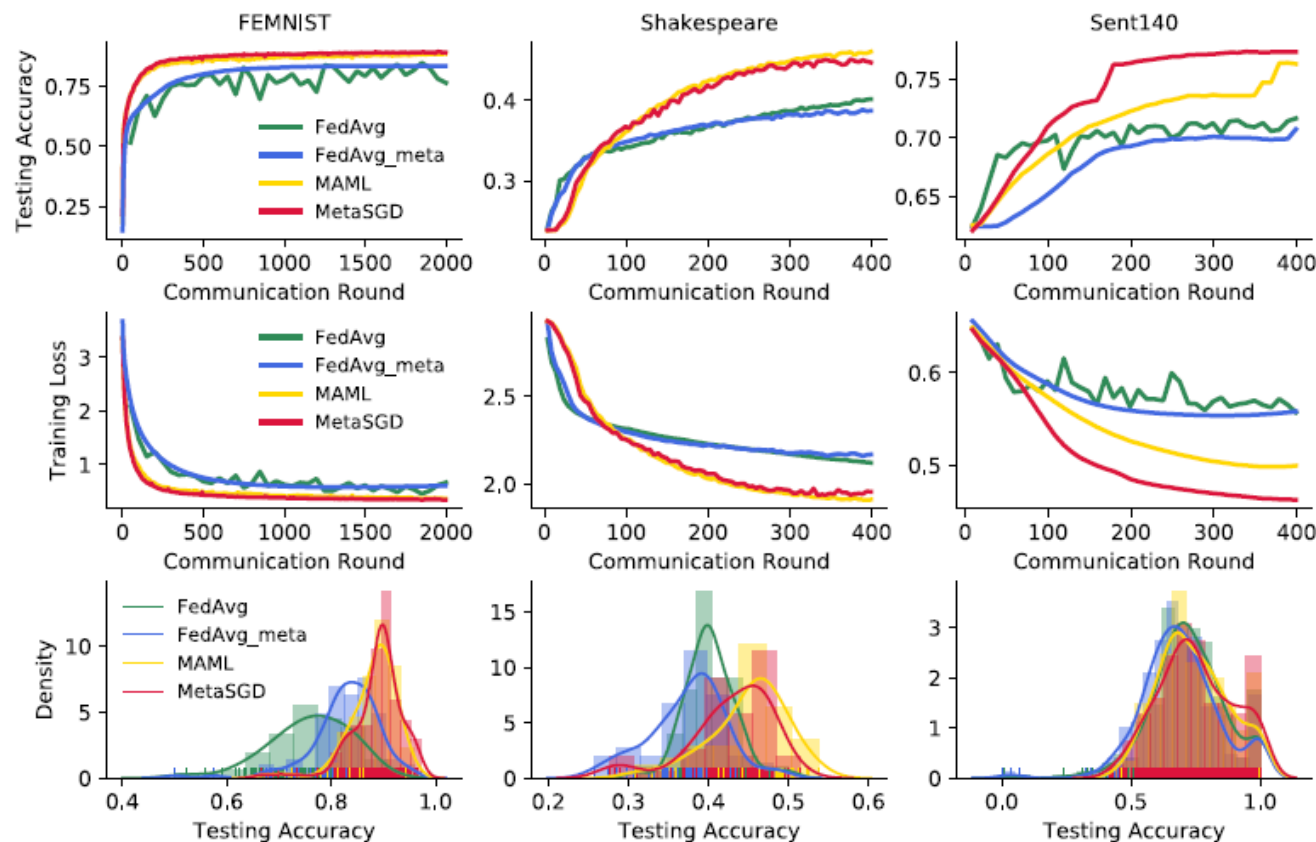 FEMNIST Shakespeare Sent140
Testing Accuracy
0.75
0.50
0.25
0.4
0.3
0.75
0.70
0.65
FedAvg
FedAvg_meta
MAML
MetaSGD
0 500 1000 1500 2000 0 100 200 300 400 0 100 200 300 400
Communication Round Communication Round Communication Round
Training Loss
3
2
1
2.5
2.0
0.6
0.5
FedAvg
FedAvg_meta
MAML
MetaSGD
0 500 1000 1500 2000 0 100 200 300 400 0 100 200 300 400
Communication Round Communication Round Communication Round
Density
10
5
0
15
10
5
0
3
2
1
0
FedAvg
FedAvg_meta
MAML
MetaSGD
0.4 0.6 0.8 1.0 0.2 0.3 0.4 0.5 0.6 0.0 0.5 1.0
Testing Accuracy Testing Accuracy Testing Accuracy